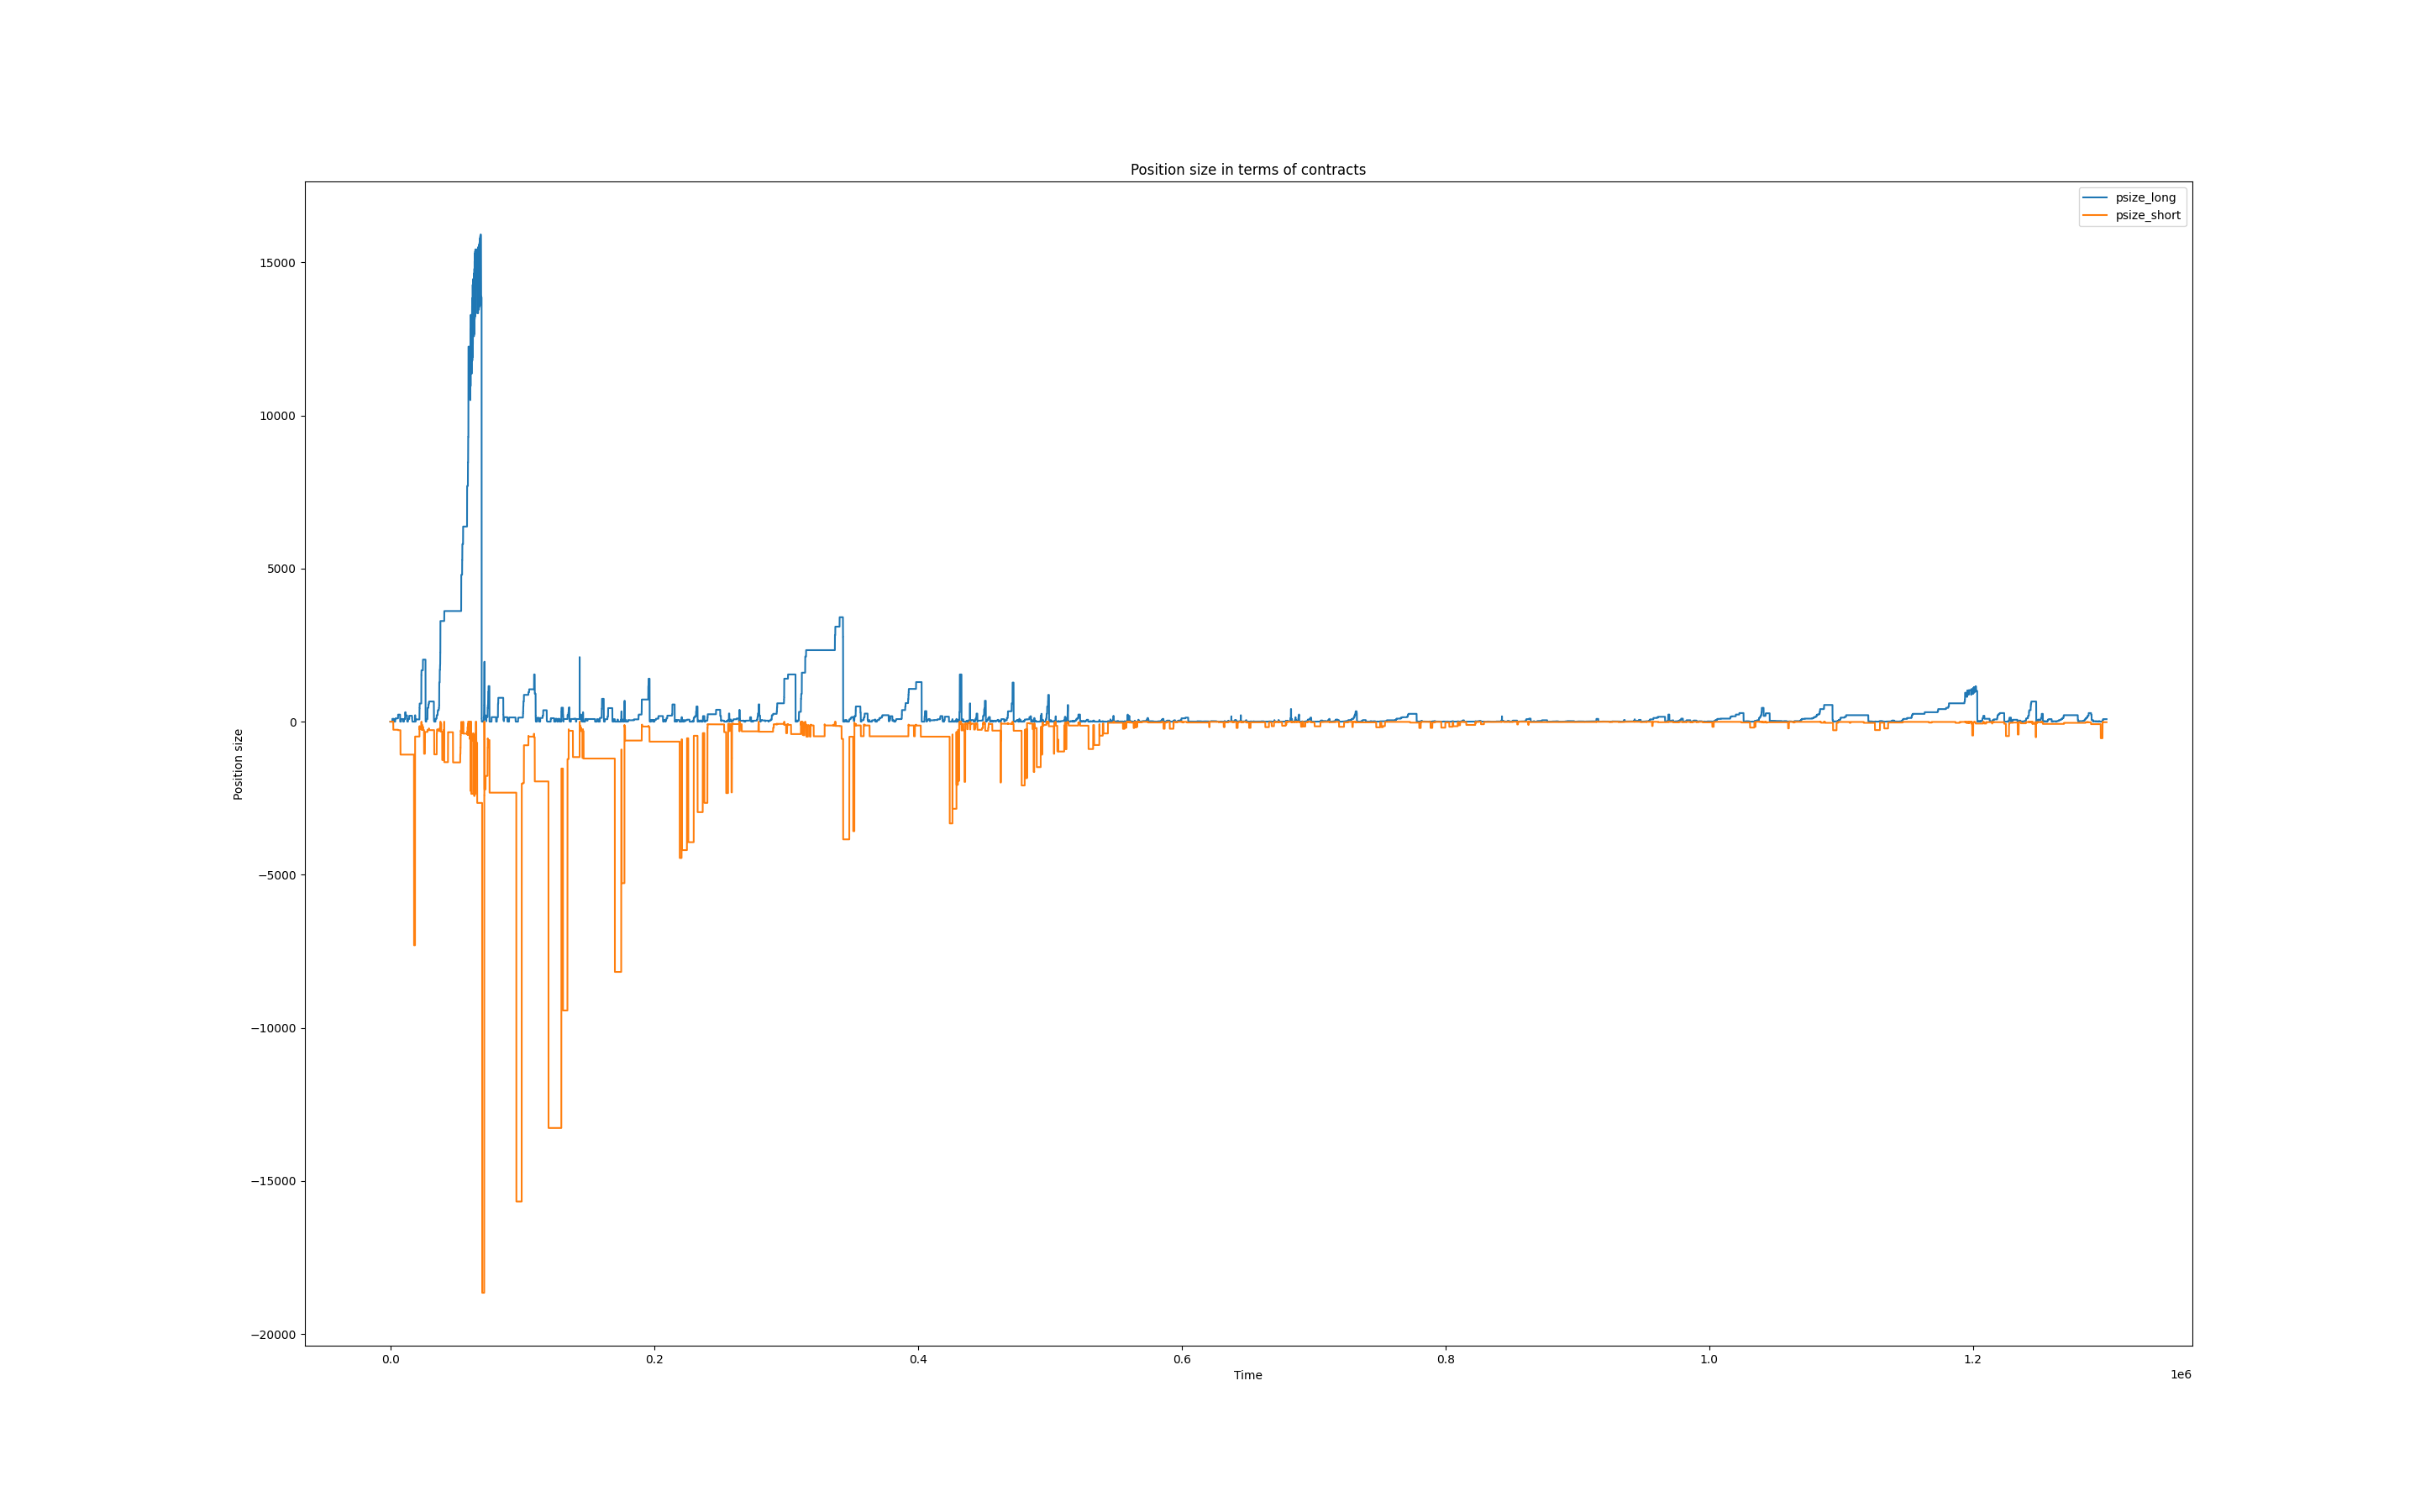 Position size in terms of contracts
psize_long
psize_short
Position size
15000
10000
5000
0
−5000
−10000
−15000
−20000
0.0
0.2
0.4
0.6
0.8
1.0
1.2
Time
1e6